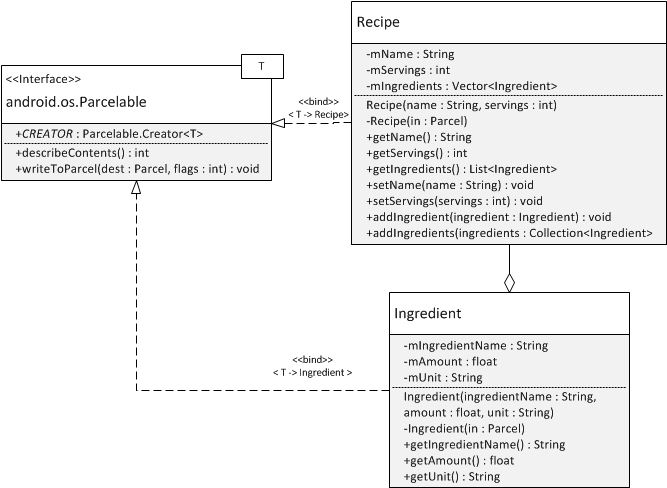 T
<<Interface>>
android.os.Parcelable
+CREATOR : Parcelable.Creator<T>
+describeContents() : int
+writeToParcel(dest : Parcel, flags : int) : void
<<bind>>
< T -> Recipe>
Recipe
-mName : String
-mServings : int
-mIngredients : Vector<Ingredient>
Recipe(name : String, servings : int)
-Recipe(in : Parcel)
+getName() : String
+getServings() : int
+getIngredients() : List<Ingredient>
+setName(name : String) : void
+setServings(servings : int) : void
+addIngredient(ingredient : Ingredient) : void
+addIngredients(ingredients : Collection<Ingredient>
<<bind>>
< T -> Ingredient >
Ingredient
-mIngredientName : String
-mAmount : float
-mUnit : String
Ingredient(ingredientName : String,
amount : float, unit : String)
-Ingredient(in : Parcel)
+getIngredientName() : String
+getAmount() : float
+getUnit() : String